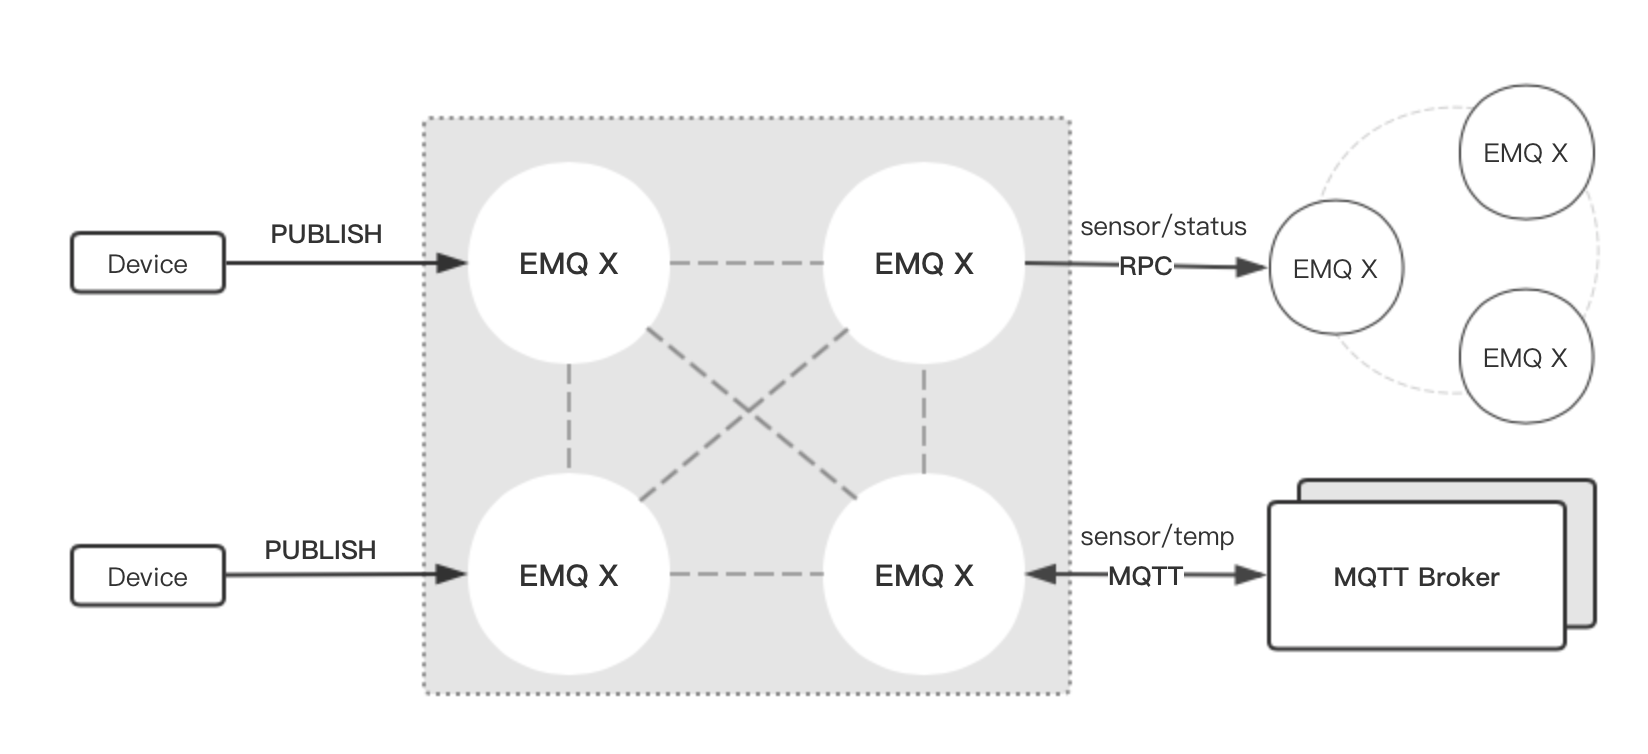 EMQ X
PUBLISH
sensor/status
Device
EMQ X
EMQ X
RPC
EMQ X
EMQ X
PUBLISH
sensor/temp
Device
EMQ X
EMQ X
MQTT
MQTT Broker